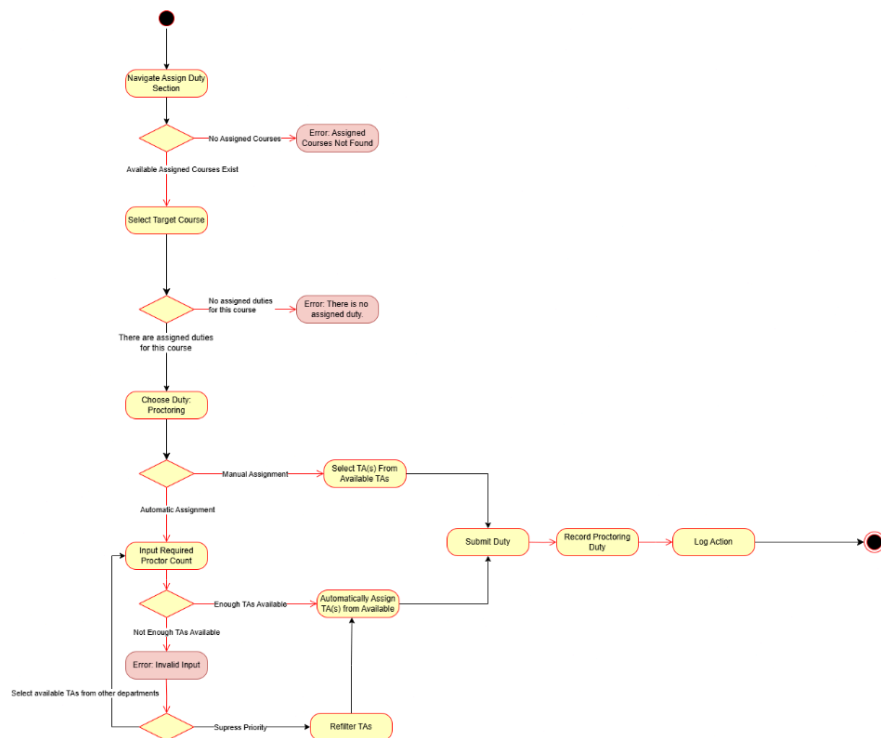 Navigate Assign Duty
Section
No Assigned Courses
Error: Assigned
Courses Not Found
Available Assigned Courses Exist
Select Target Course
No assigned duties
for this course
Error: There is no
assigned duty.
There are assigned duties
for this course
Choose Duty:
Proctoring
Manual Assignment
Select TA(s) From
Available TAs
Automatic Assignment
Input Required
Proctor Count
Submit Duty
Record Proctoring
Duty
Log Action
Enough TAs Available
Automatically Assign
TA(s) from Available
Not Enough TAs Available
Error: Invalid Input
Select available TAs from other departments
Supress Priority
Refilter TAs